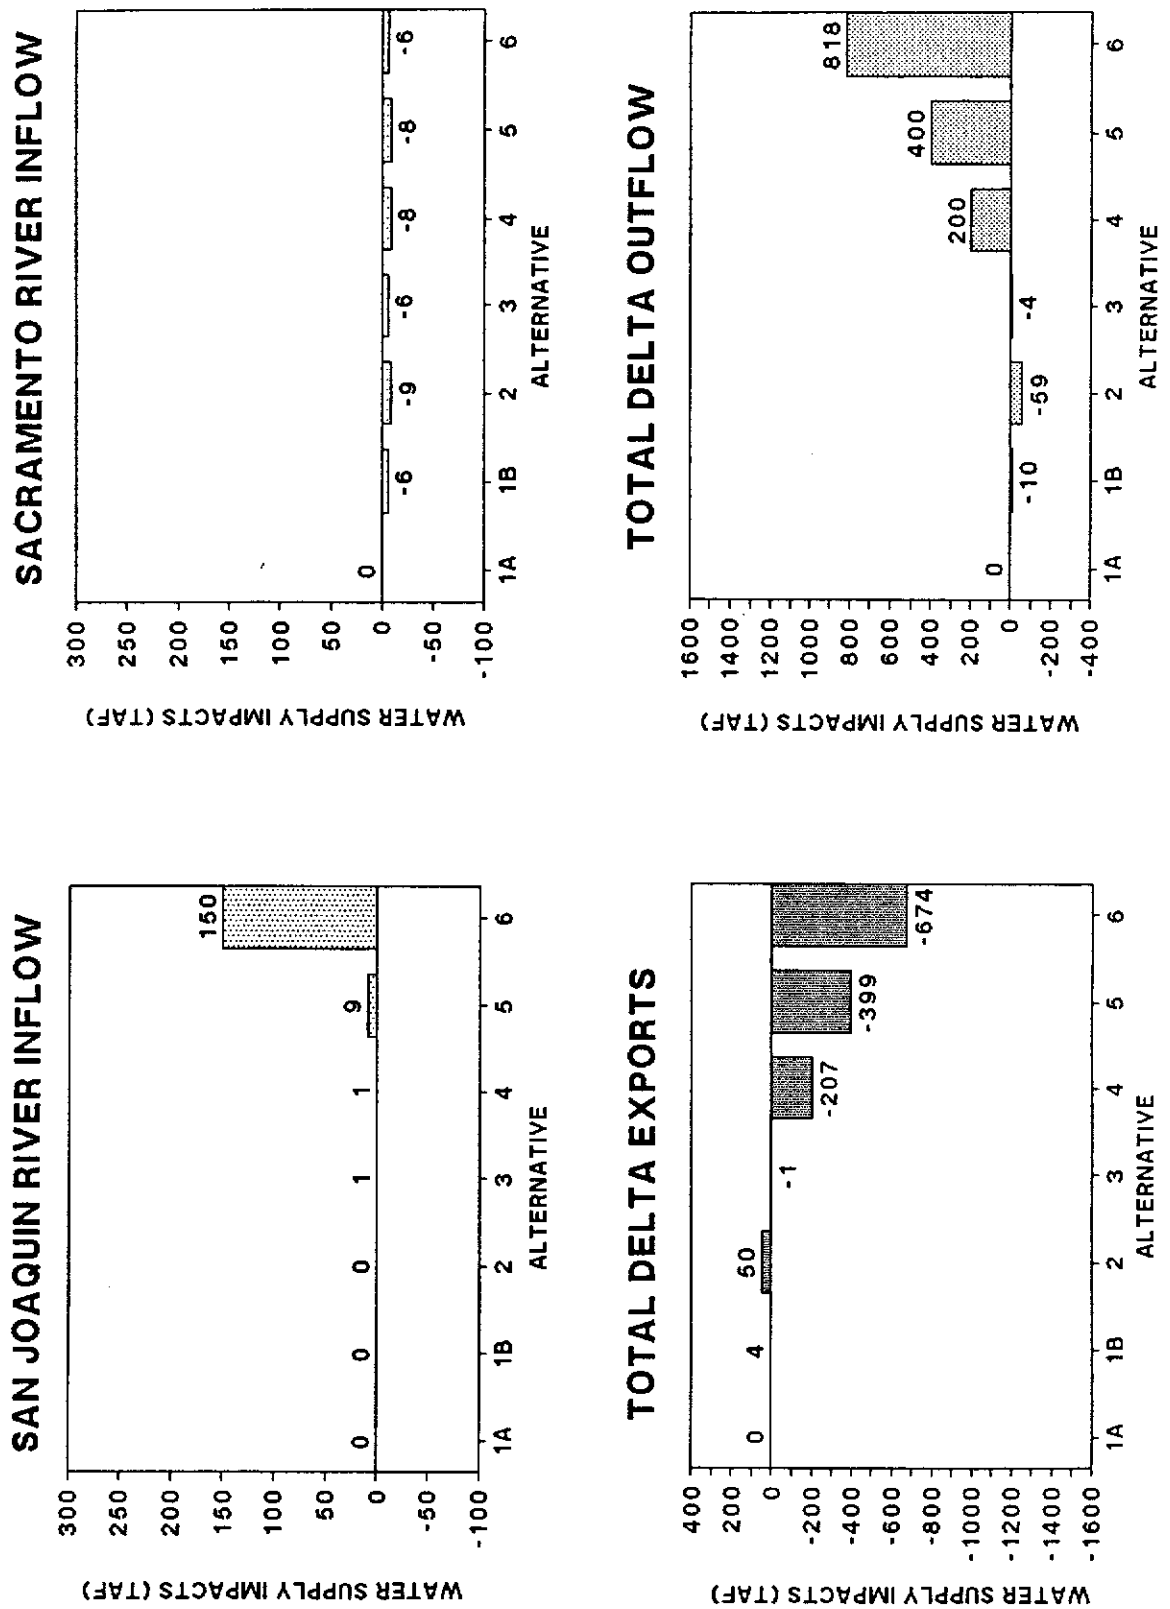 SAN JOAQUIN RIVER INFLOW
WATER SUPPLY IMPACTS (TAF)
300
250
200
150
100
50
0
-50
-100
0 0 0 1 1 9 150
1A 1B 2 3 4 5 6
ALTERNATIVE
SACRAMENTO RIVER INFLOW
WATER SUPPLY IMPACTS (TAF)
300
250
200
150
100
50
0
-50
-100
0 -6 -9 -6 -8 -8 -6
1A 1B 2 3 4 5 6
ALTERNATIVE
TOTAL DELTA EXPORTS
WATER SUPPLY IMPACTS (TAF)
400
200
0
-200
-400
-600
-800
-1000
-1200
-1400
-1600
0 4 50 -1 -207 -399 -674
1A 1B 2 3 4 5 6
ALTERNATIVE
TOTAL DELTA OUTFLOW
WATER SUPPLY IMPACTS (TAF)
1600
1400
1200
1000
800
600
400
200
0
-200
-400
0 -10 -59 -4 200 400 818
1A 1B 2 3 4 5 6
ALTERNATIVE